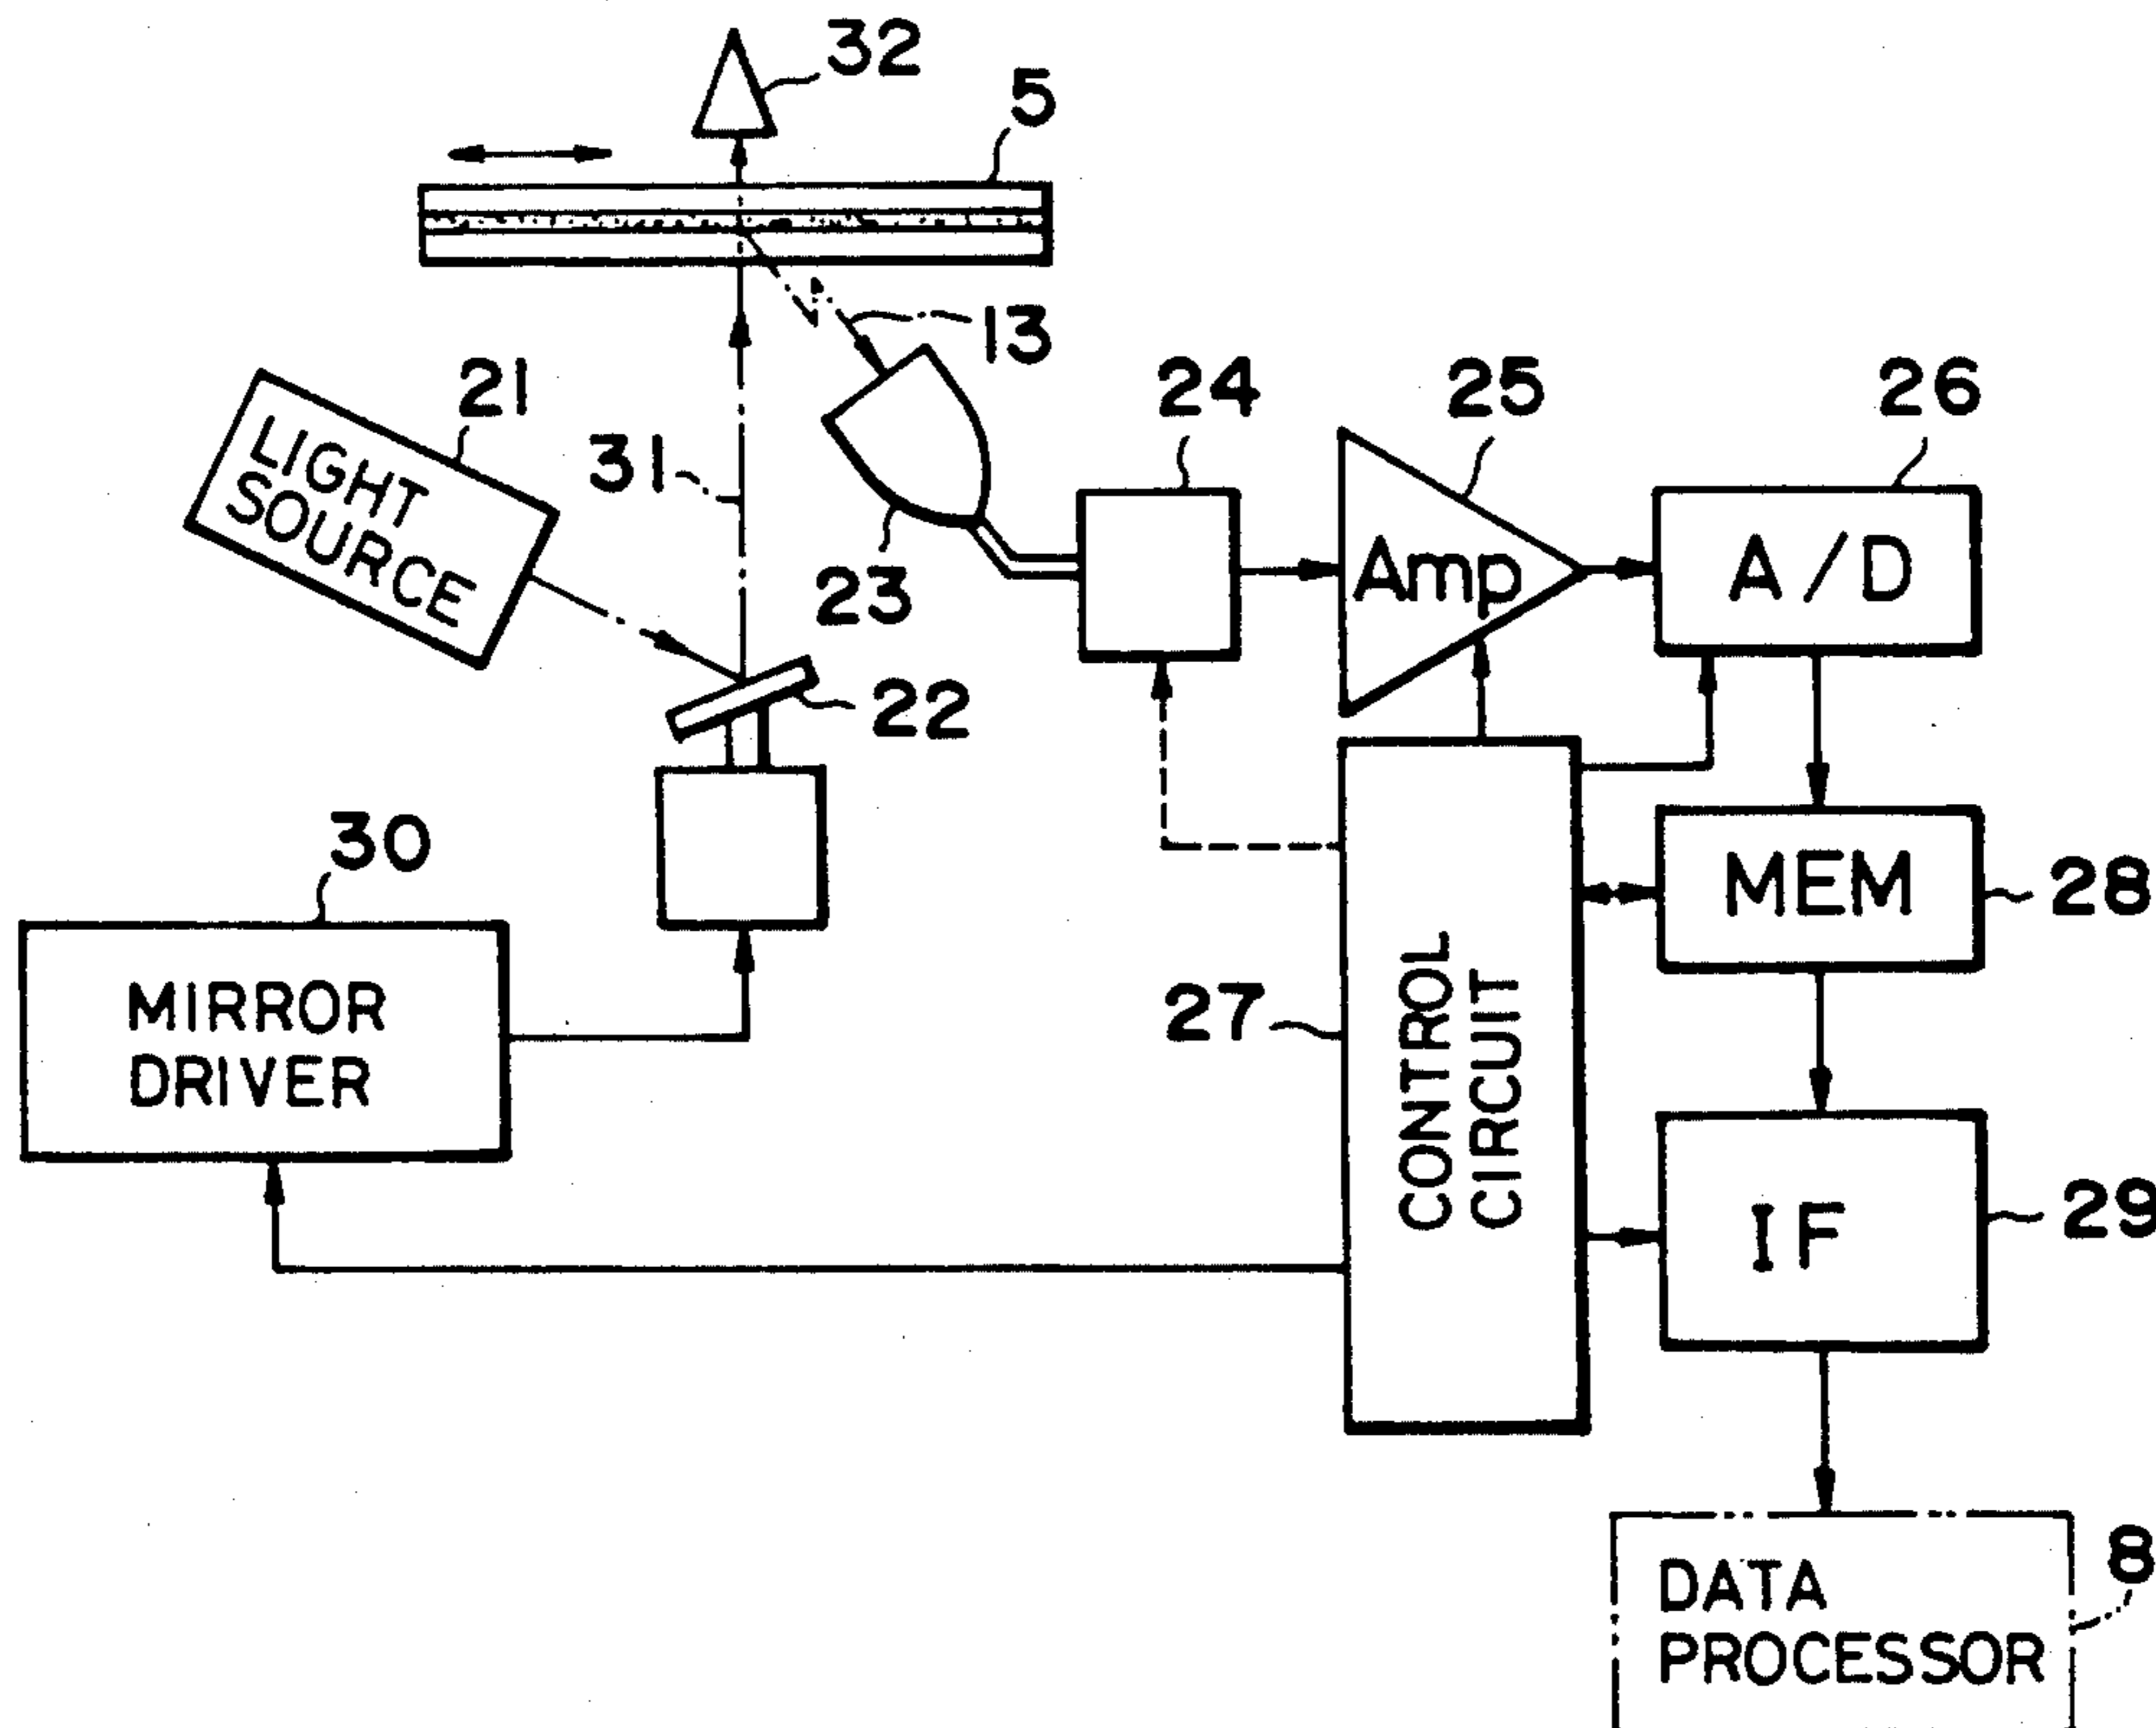 32
5
13
21
LIGHT
SOURCE
31
23
24
25
26
Amp
A/D
22
30
MIRROR
DRIVER
27
CONTROL
CIRCUIT
MEM
28
IF
29
DATA
PROCESSOR
8